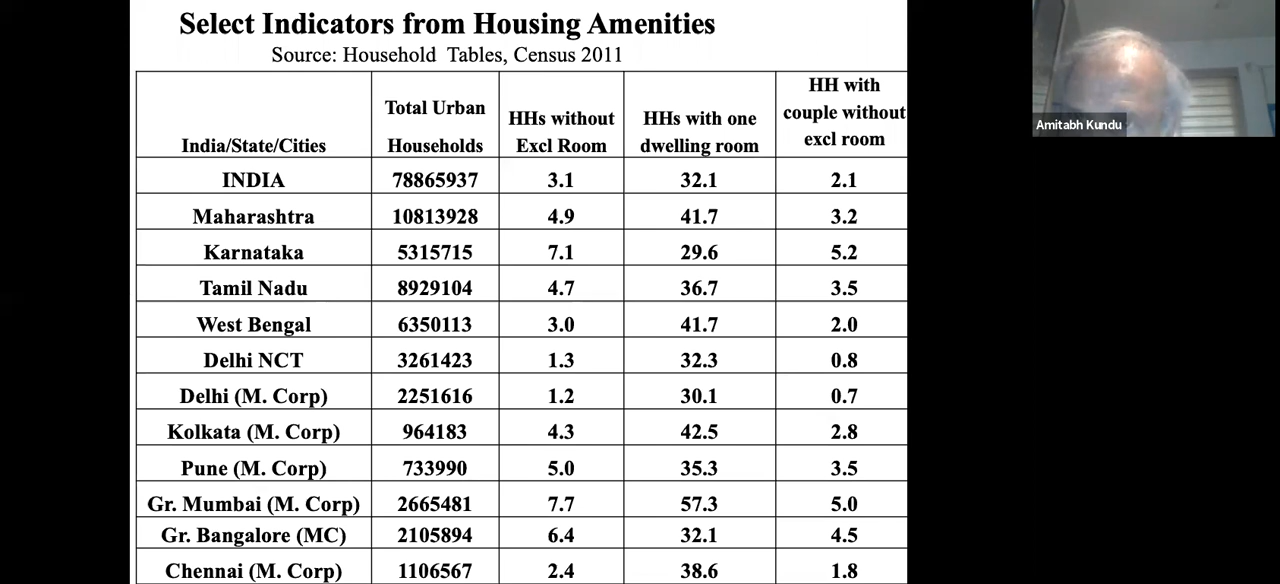 Select Indicators from Housing Amenities
Source: Household Tables, Census 2011
India/State/Cities Total Urban Households HHs without Excl Room HHs with one dwelling room HH with couple without excl room
INDIA 78865937 3.1 32.1 2.1
Maharashtra 10813928 4.9 41.7 3.2
Karnataka 5315715 7.1 29.6 5.2
Tamil Nadu 8929104 4.7 36.7 3.5
West Bengal 6350113 3.0 41.7 2.0
Delhi NCT 3261423 1.3 32.3 0.8
Delhi (M. Corp) 2251616 1.2 30.1 0.7
Kolkata (M. Corp) 964183 4.3 42.5 2.8
Pune (M. Corp) 733990 5.0 35.3 3.5
Gr. Mumbai (M. Corp) 2665481 7.7 57.3 5.0
Gr. Bangalore (MC) 2105894 6.4 32.1 4.5
Chennai (M. Corp) 1106567 2.4 38.6 1.8
Amitabh Kundu